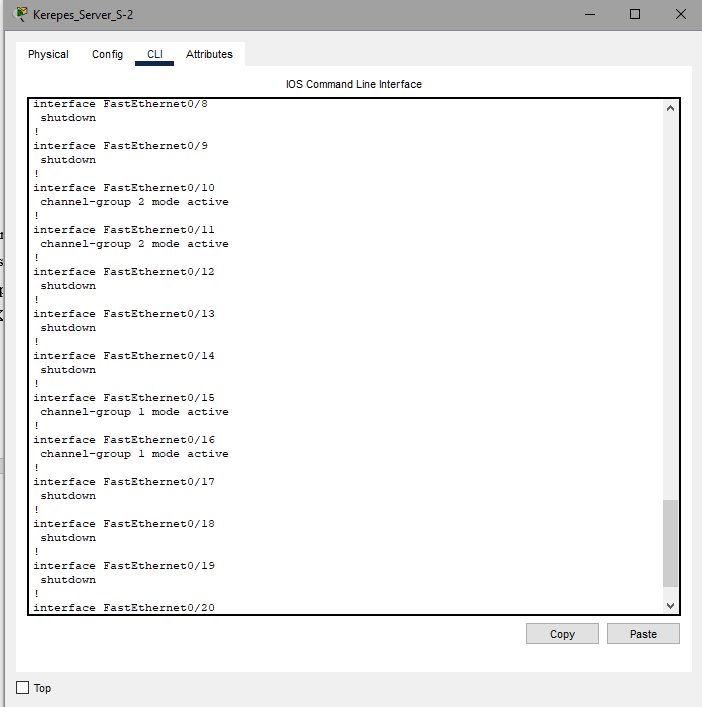 Kerepes_Server_S-2
Physical Config CLI Attributes
IOS Command Line Interface
interface FastEthernet0/8
 shutdown
!
interface FastEthernet0/9
 shutdown
!
interface FastEthernet0/10
 channel-group 2 mode active
!
interface FastEthernet0/11
 channel-group 2 mode active
!
interface FastEthernet0/12
 shutdown
!
interface FastEthernet0/13
 shutdown
!
interface FastEthernet0/14
 shutdown
!
interface FastEthernet0/15
 channel-group 1 mode active
!
interface FastEthernet0/16
 channel-group 1 mode active
!
interface FastEthernet0/17
 shutdown
!
interface FastEthernet0/18
 shutdown
!
interface FastEthernet0/19
 shutdown
!
interface FastEthernet0/20
Copy Paste
Top